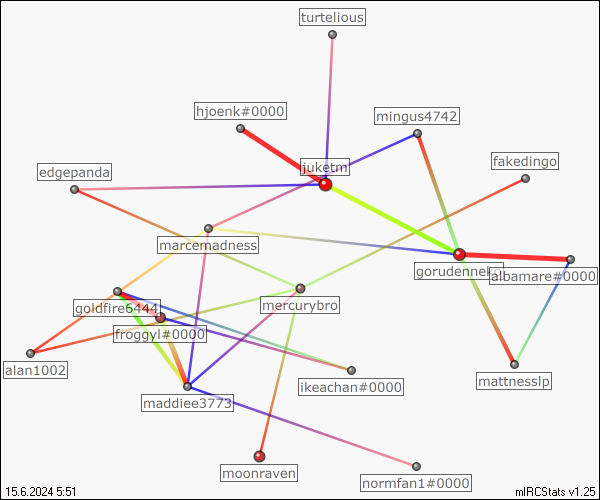 turtelious
hjoenk#0000
mingus4742
juketm
fakedingo
edgepanda
marcemadness
albamare#0000
mercurybro
goldfire6444
froggyl#0000
alan1002
ikeachan#0000
mattnesslp
maddiee3773
moonraven
normfan1#0000
15.6.2024 5:51
mIRCStats v1.25